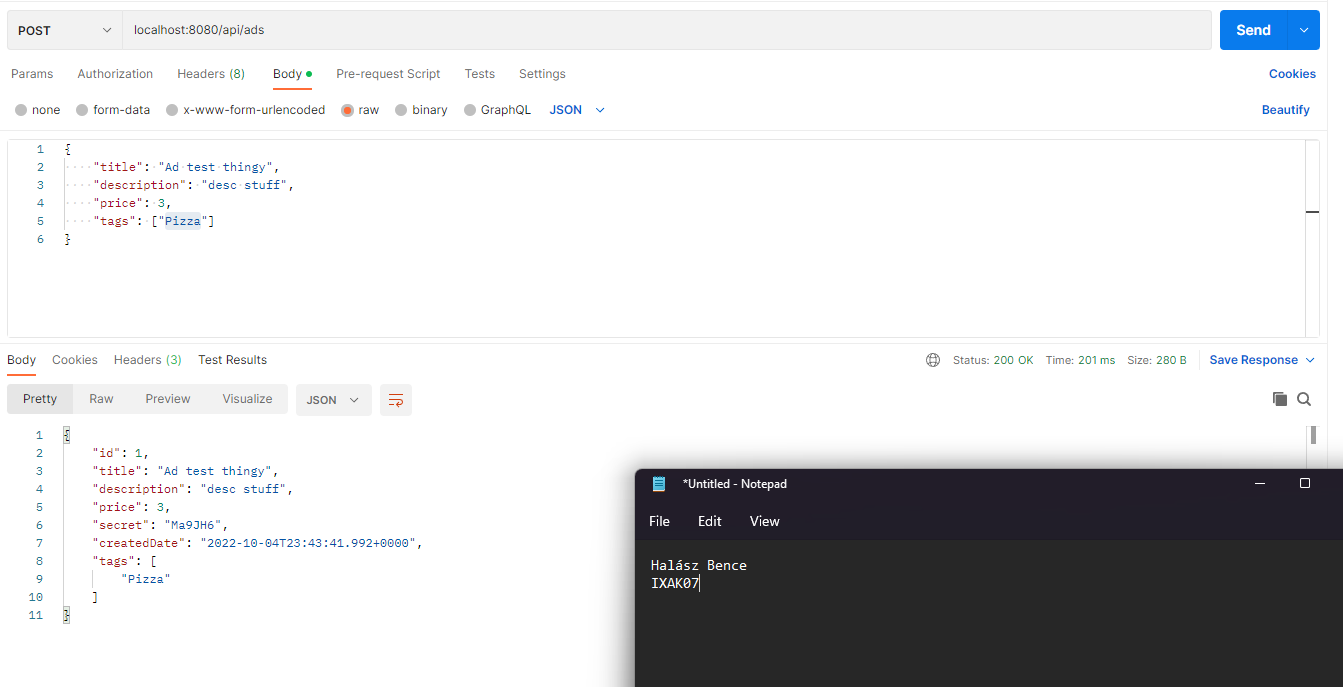 POST localhost:8080/api/ads Send
Params Authorization Headers (8) Body Pre-request Script Tests Settings Cookies
none form-data x-www-form-urlencoded raw binary GraphQL JSON Beautify
1 {
2 "title": "Ad test thingy",
3 "description": "desc stuff",
4 "price": 3,
5 "tags": ["Pizza"]
6 }
Body Cookies Headers (3) Test Results Status: 200 OK Time: 201 ms Size: 280 B Save Response
Pretty Raw Preview Visualize JSON
1 {
2 "id": 1,
3 "title": "Ad test thingy",
4 "description": "desc stuff",
5 "price": 3,
6 "secret": "Ma9JH6",
7 "createdDate": "2022-10-04T23:43:41.992+0000",
8 "tags": [
9 "Pizza"
10 ]
11 }
*Untitled - Notepad
File Edit View
Halász Bence
IXAK07